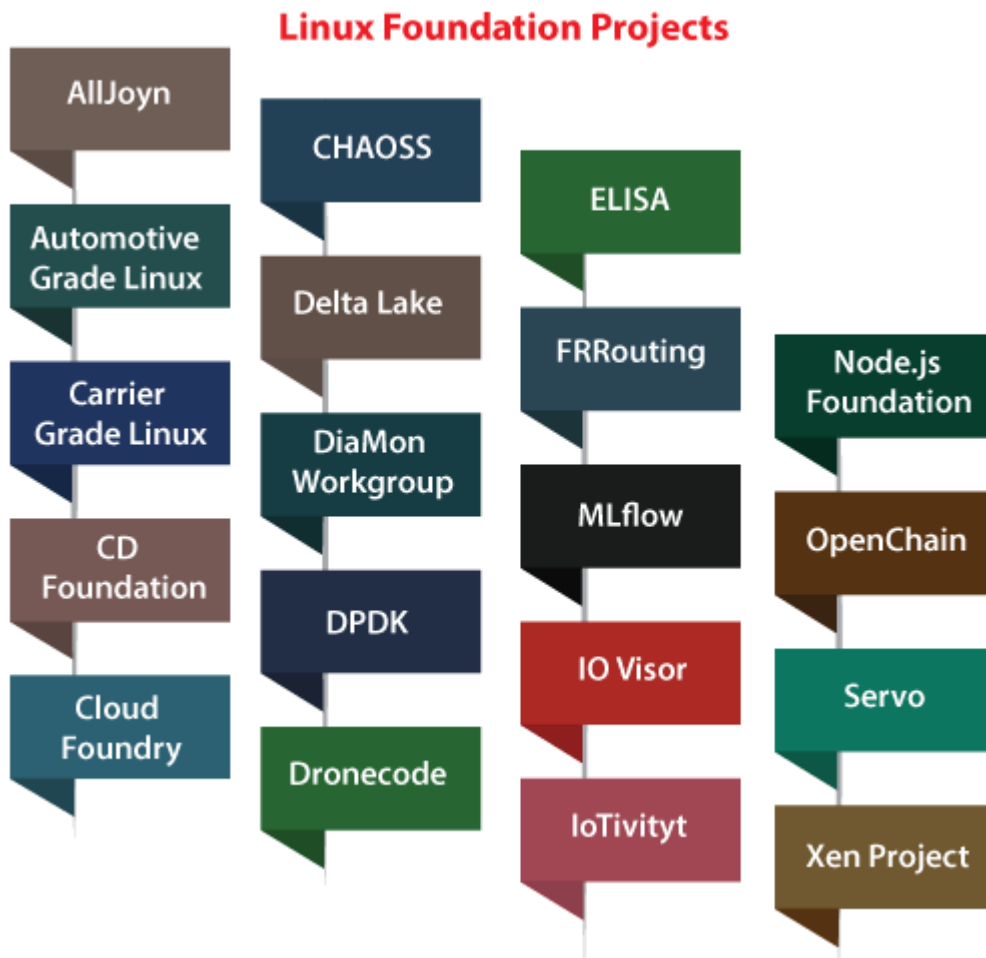 Linux Foundation Projects
AllJoyn
Automotive
Grade Linux
Carrier
Grade Linux
CD
Foundation
Cloud
Foundry
CHAOSS
Delta Lake
DiaMon
Workgroup
DPDK
Dronecode
ELISA
FRRouting
MLflow
IO Visor
IoTivityt
Node.js
Foundation
OpenChain
Servo
Xen Project